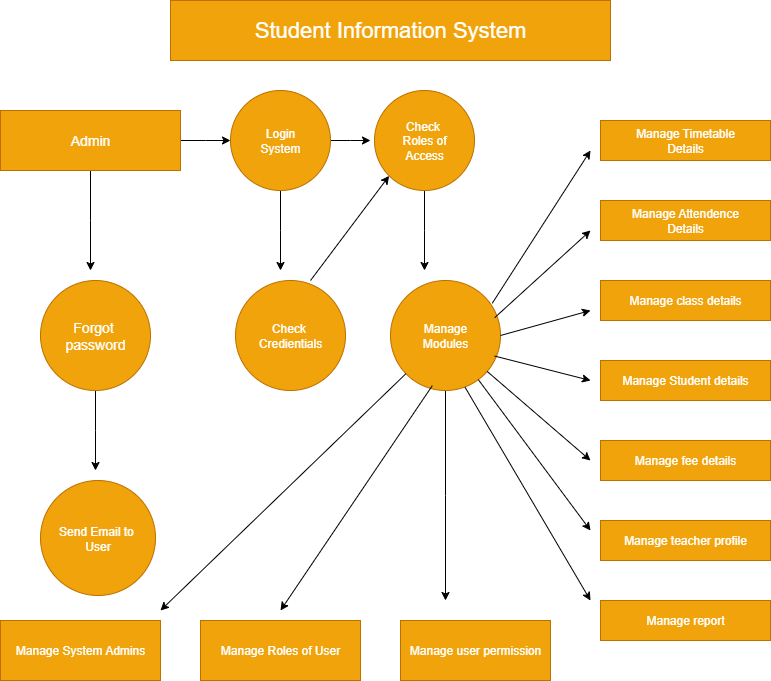 Student Information System
Admin
Login
System
Check
Roles of
Access
Manage Timetable
Details
Manage Attendence
Details
Forgot
password
Check
Credientials
Manage
Modules
Manage class details
Manage Student details
Manage fee details
Send Email to
User
Manage teacher profile
Manage report
Manage System Admins
Manage Roles of User
Manage user permission